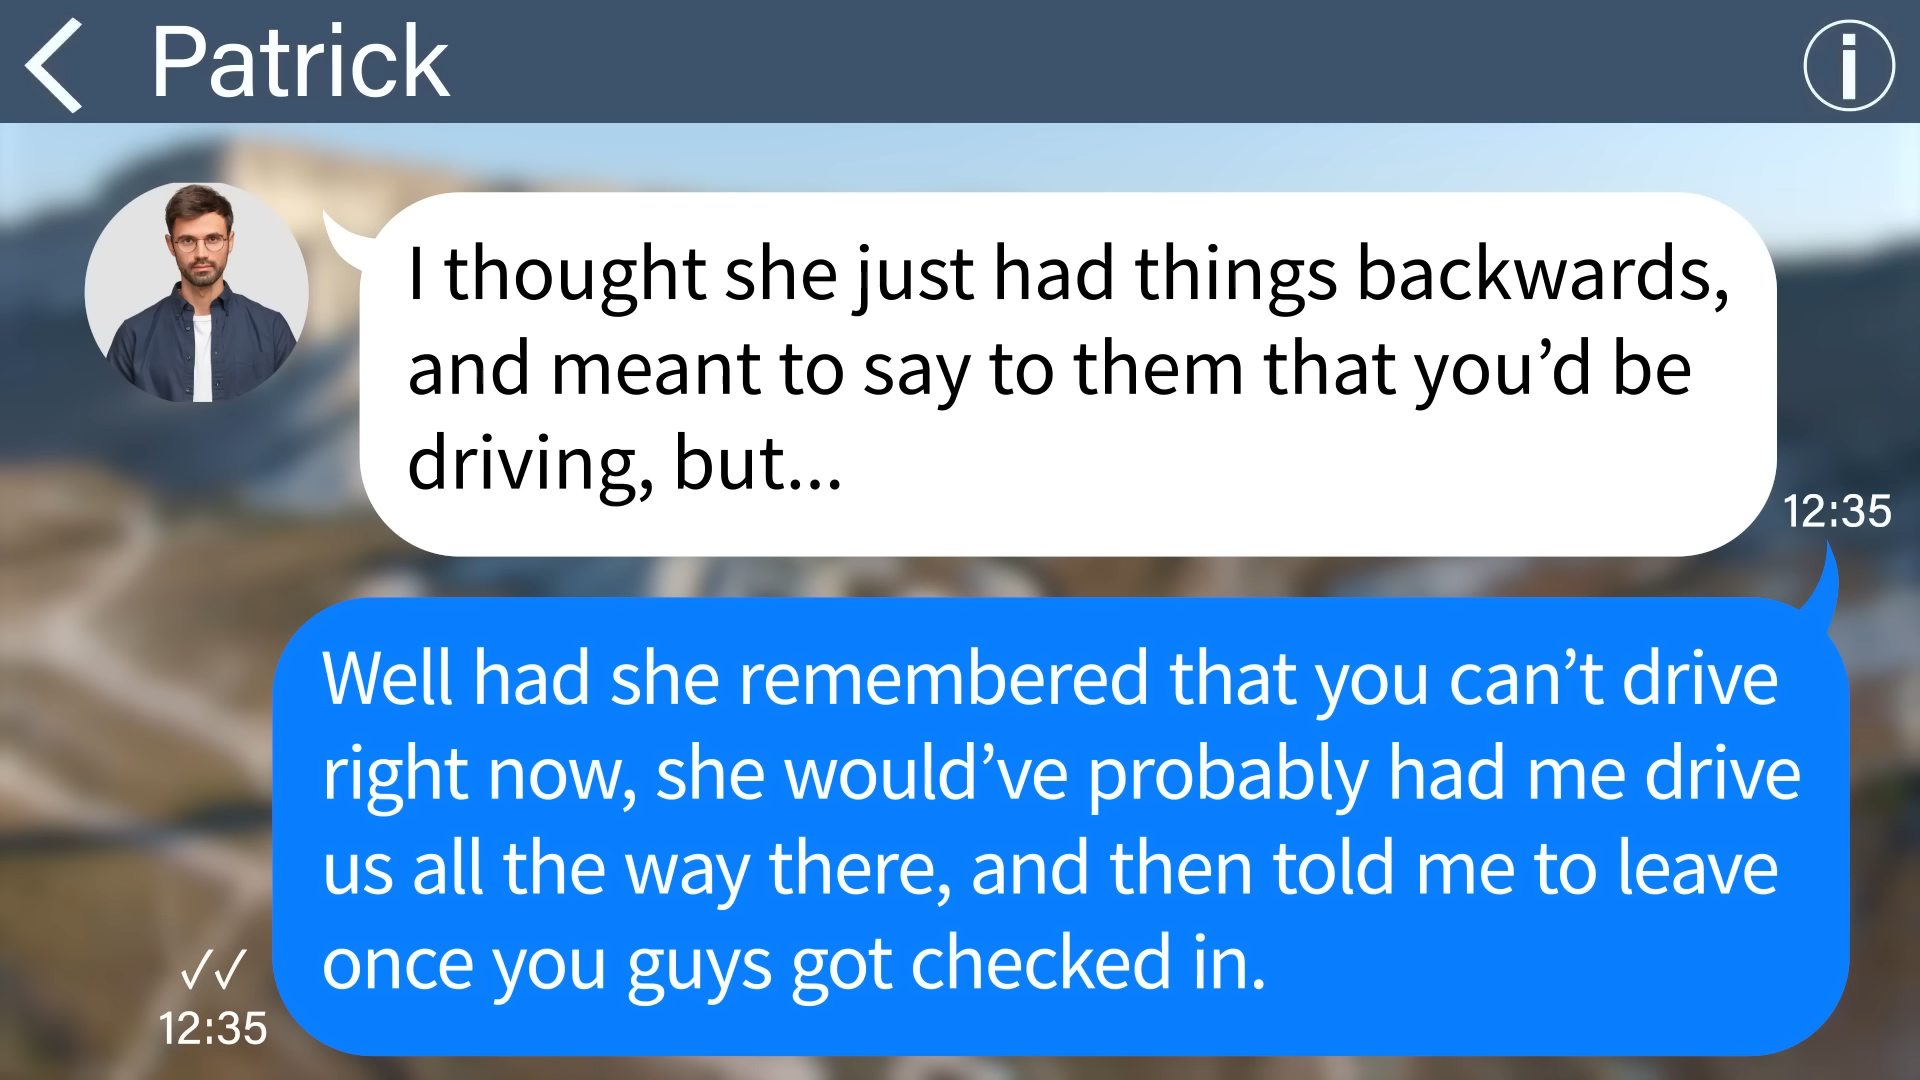 Patrick
I thought she just had things backwards,
and meant to say to them that you’d be
driving, but...
12:35
Well had she remembered that you can’t drive
right now, she would’ve probably had me drive
us all the way there, and then told me to leave
once you guys got checked in.
✓✓
12:35